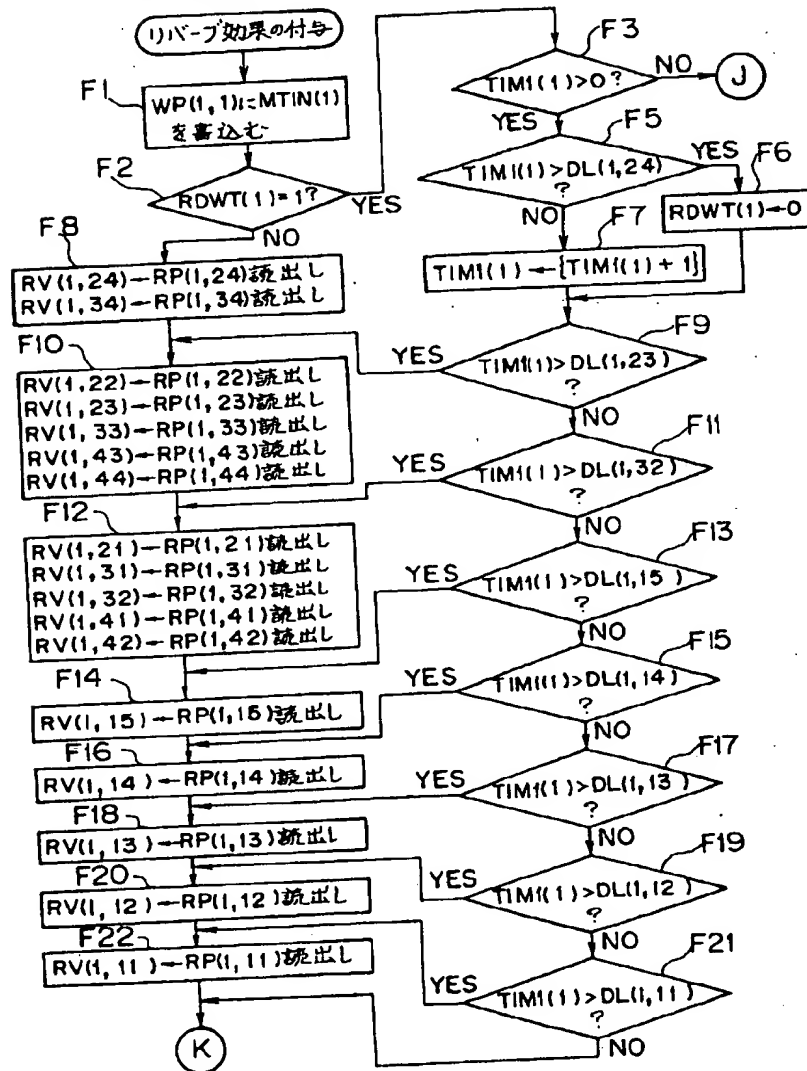 リバーブ効果の付与
F1
WP(1,1)にMTIN(1)
を書込む
F2
RDWT(1)=1?
YES
NO
F3
TIM1(1)>0?
NO
J
YES
F5
TIM1(1)>DL(1,24)
?
YES
F6
RDWT(1)←0
NO
F7
TIM1(1)←{TIM1(1)+1}
F8
RV(1,24)←RP(1,24)読出し
RV(1,34)←RP(1,34)読出し
F9
TIM1(1)>DL(1,23)
?
YES
NO
F10
RV(1,22)←RP(1,22)読出し
RV(1,23)←RP(1,23)読出し
RV(1,33)←RP(1,33)読出し
RV(1,43)←RP(1,43)読出し
RV(1,44)←RP(1,44)読出し
F11
TIM1(1)>DL(1,32)
?
YES
NO
F12
RV(1,21)←RP(1,21)読出し
RV(1,31)←RP(1,31)読出し
RV(1,32)←RP(1,32)読出し
RV(1,41)←RP(1,41)読出し
RV(1,42)←RP(1,42)読出し
F13
TIM1(1)>DL(1,15)
?
YES
NO
F14
RV(1,15)←RP(1,15)読出し
F15
TIM1(1)>DL(1,14)
?
YES
NO
F16
RV(1,14)←RP(1,14)読出し
F17
TIM1(1)>DL(1,13)
?
YES
NO
F18
RV(1,13)←RP(1,13)読出し
F19
TIM1(1)>DL(1,12)
?
YES
NO
F20
RV(1,12)←RP(1,12)読出し
F21
TIM1(1)>DL(1,11)
?
YES
NO
F22
RV(1,11)←RP(1,11)読出し
K